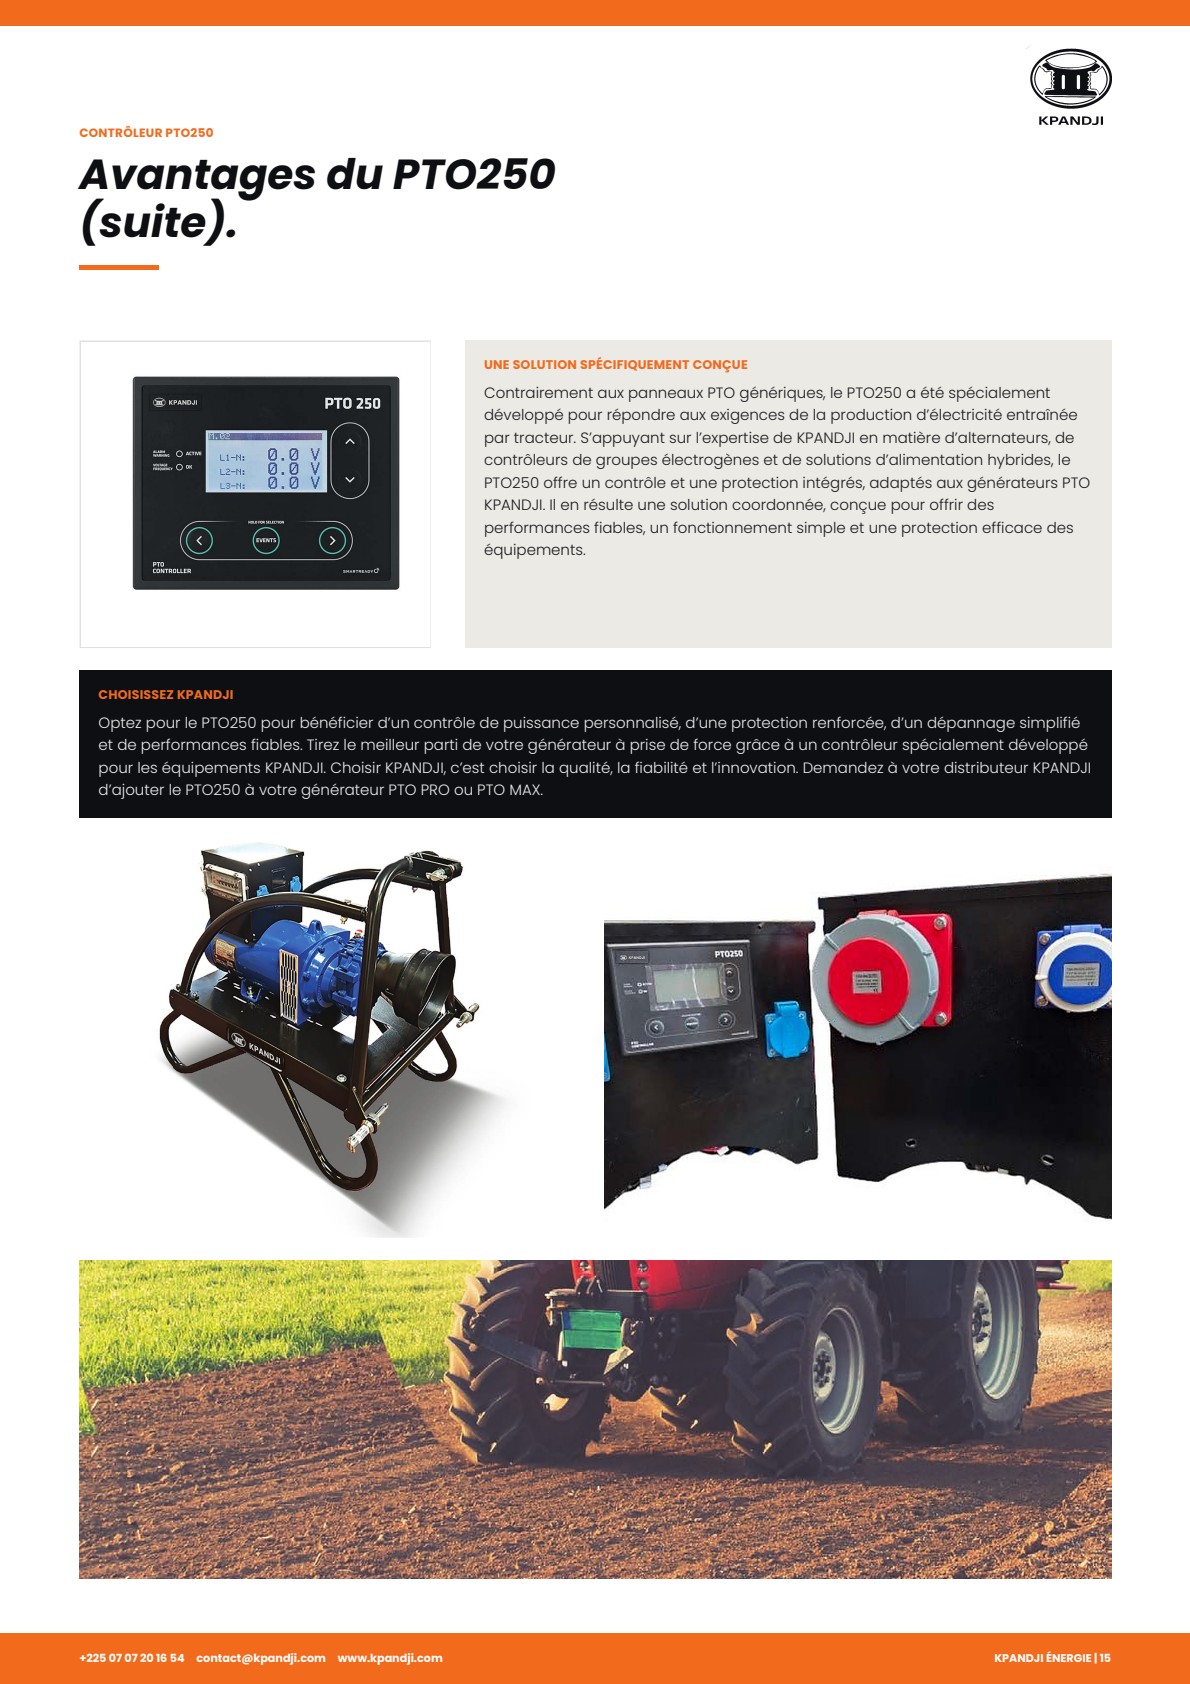 KPANDJI
CONTRÔLEUR PTO250
Avantages du PTO250
(suite).
KPANDJI
PTO 250
M.02
ALARM
WARNING
ACTIVE
VOLTAGE
FREQUENCY
OK
L1-N: 0.0 V
L2-N: 0.0 V
L3-N: 0.0 V
HOLD FOR SELECTION
EVENTS
PTO
CONTROLLER
SMARTREADY
UNE SOLUTION SPÉCIFIQUEMENT CONÇUE
Contrairement aux panneaux PTO génériques, le PTO250 a été spécialement
développé pour répondre aux exigences de la production d’électricité entraînée
par tracteur. S’appuyant sur l’expertise de KPANDJI en matière d’alternateurs, de
contrôleurs de groupes électrogènes et de solutions d’alimentation hybrides, le
PTO250 offre un contrôle et une protection intégrés, adaptés aux générateurs PTO
KPANDJI. Il en résulte une solution coordonnée, conçue pour offrir des
performances fiables, un fonctionnement simple et une protection efficace des
équipements.
CHOISISSEZ KPANDJI
Optez pour le PTO250 pour bénéficier d’un contrôle de puissance personnalisé, d’une protection renforcée, d’un dépannage simplifié
et de performances fiables. Tirez le meilleur parti de votre générateur à prise de force grâce à un contrôleur spécialement développé
pour les équipements KPANDJI. Choisir KPANDJI, c’est choisir la qualité, la fiabilité et l’innovation. Demandez à votre distributeur KPANDJI
d’ajouter le PTO250 à votre générateur PTO PRO ou PTO MAX.
KPANDJI
KPANDJI
PTO250
PTO
CONTROLLER
+225 07 07 20 16 54 contact@kpandji.com www.kpandji.com
KPANDJI ÉNERGIE | 15